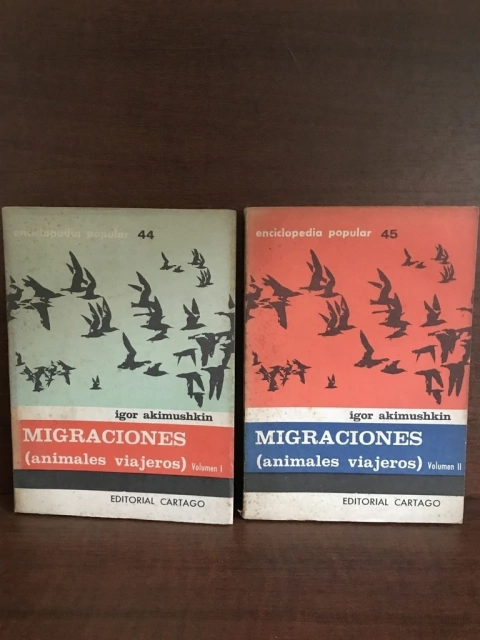 enciclopedia popular 44
igor akimushkin
MIGRACIONES
(animales viajeros) Volumen I
EDITORIAL CARTAGO
enciclopedia popular 45
igor akimushkin
MIGRACIONES
(animales viajeros) Volumen II
EDITORIAL CARTAGO